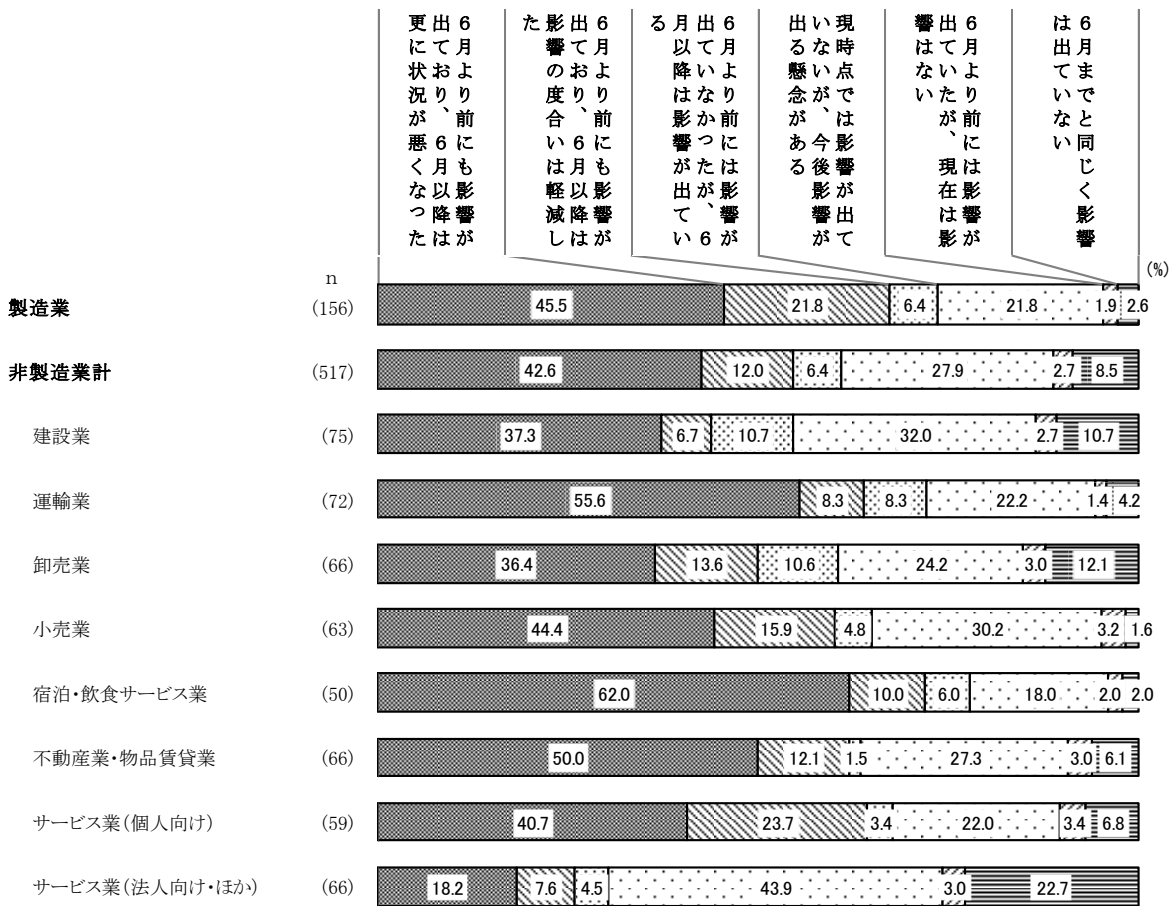 6月より前にも影響が
出ており、6月以降は
更に状況が悪くなった
6月より前にも影響が
出ており、6月以降は
影響の度合いは軽減し
た
6月より前には影響が
出ていなかったが、6
月以降は影響が出てい
る
現時点では影響が出て
いないが、今後影響が
出る懸念がある
6月より前には影響が
出ていたが、現在は影
響はない
6月までと同じく影響
は出ていない
n
(%)
製造業 (156) 45.5 21.8 6.4 21.8 1.9 2.6
非製造業計 (517) 42.6 12.0 6.4 27.9 2.7 8.5
建設業 (75) 37.3 6.7 10.7 32.0 2.7 10.7
運輸業 (72) 55.6 8.3 8.3 22.2 1.4 4.2
卸売業 (66) 36.4 13.6 10.6 24.2 3.0 12.1
小売業 (63) 44.4 15.9 4.8 30.2 3.2 1.6
宿泊・飲食サービス業 (50) 62.0 10.0 6.0 18.0 2.0 2.0
不動産業・物品賃貸業 (66) 50.0 12.1 1.5 27.3 3.0 6.1
サービス業(個人向け) (59) 40.7 23.7 3.4 22.0 3.4 6.8
サービス業(法人向け・ほか) (66) 18.2 7.6 4.5 43.9 3.0 22.7